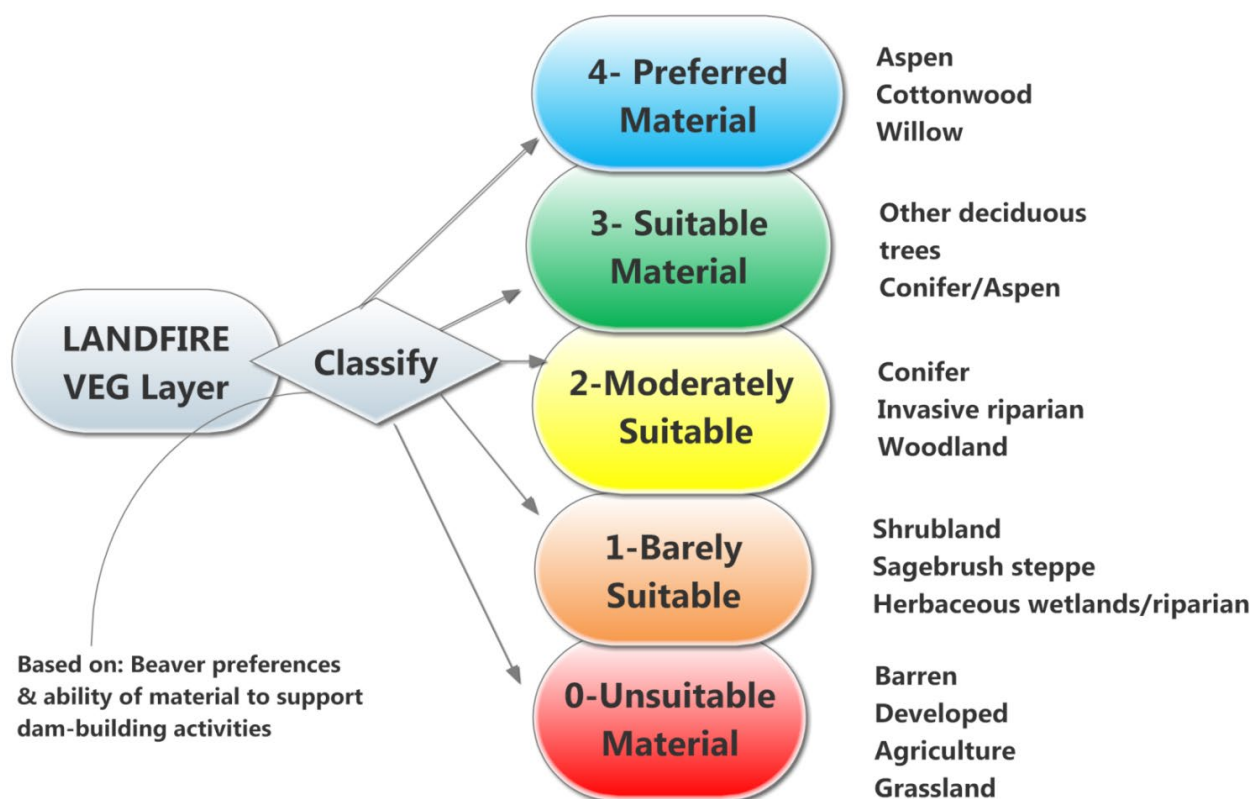 LANDFIRE
VEG Layer
Classify
Based on: Beaver preferences
& ability of material to support
dam-building activities
4- Preferred
Material
Aspen
Cottonwood
Willow
3- Suitable
Material
Other deciduous
trees
Conifer/Aspen
2-Moderately
Suitable
Conifer
Invasive riparian
Woodland
1-Barely
Suitable
Shrubland
Sagebrush steppe
Herbaceous wetlands/riparian
0-Unsuitable
Material
Barren
Developed
Agriculture
Grassland